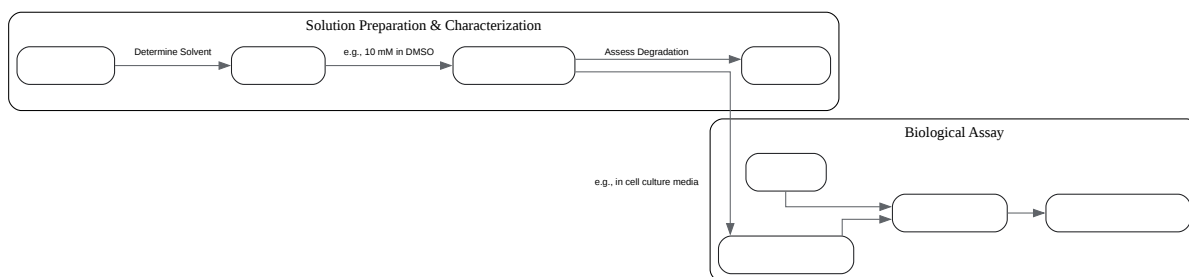 Solution Preparation & Characterization
Determine Solvent
e.g., 10 mM in DMSO
Assess Degradation
Biological Assay
e.g., in cell culture media